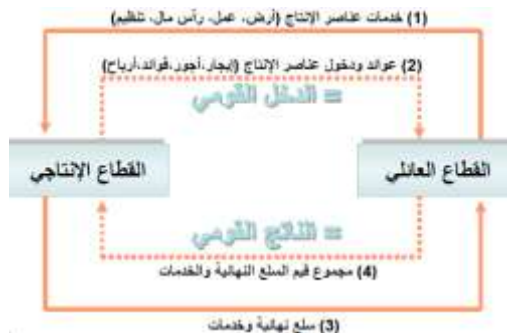 (1) خدمات عناصر الإنتاج (أرض، عمل، رأس مال، تنظيم)
(2) عوائد ودخول عناصر الإنتاج (إيجار،أجور،فوائد،أرباح)
= الدخل القومي
القطاع العائلي
القطاع الإنتاجي
= الناتج القومي
(4) مجموع قيم السلع النهائية والخدمات
(3) سلع نهائية وخدمات